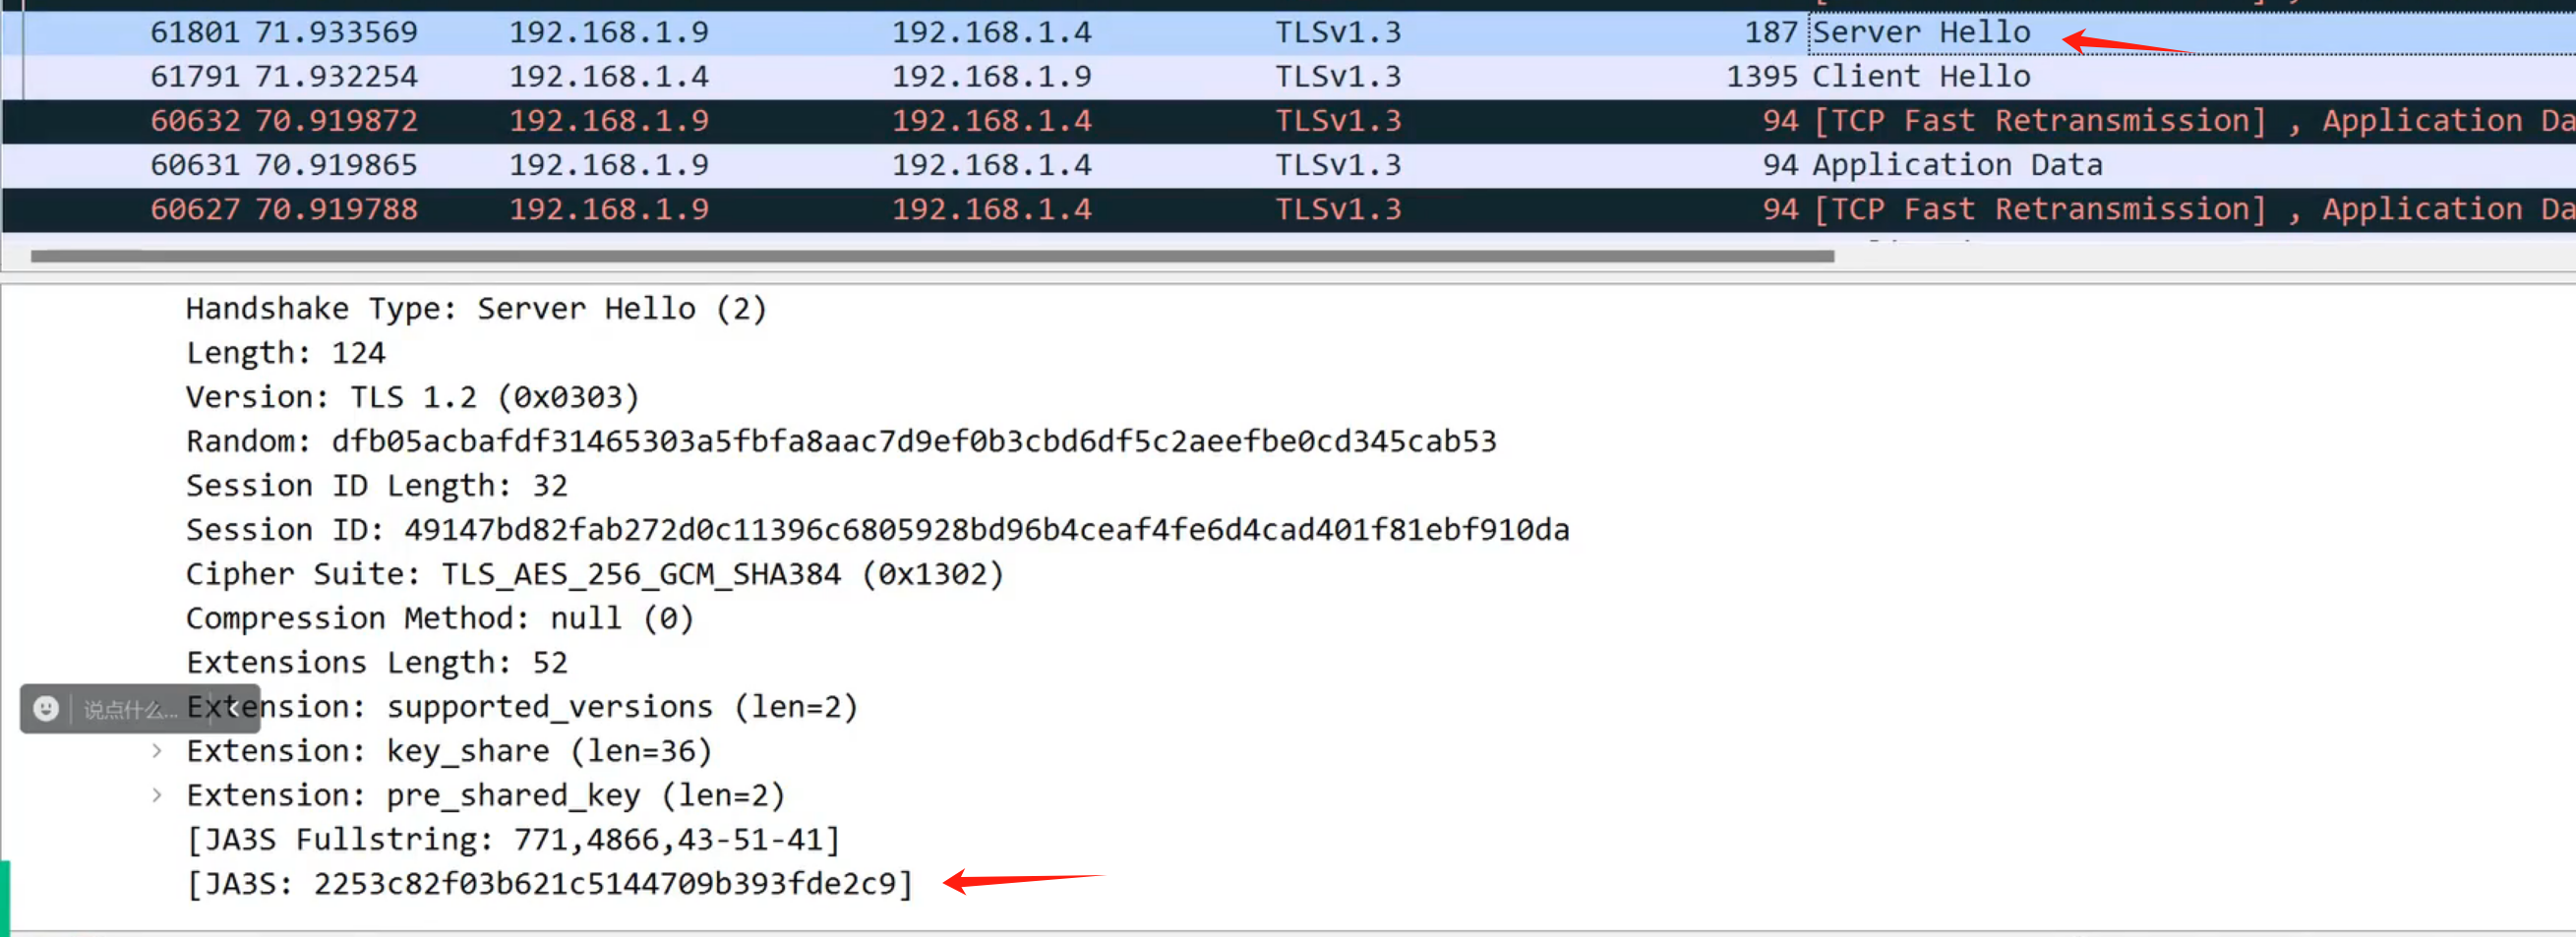 61801 71.933569 192.168.1.9 192.168.1.4 TLSv1.3 187 Server Hello
61791 71.932254 192.168.1.4 192.168.1.9 TLSv1.3 1395 Client Hello
60632 70.919872 192.168.1.9 192.168.1.4 TLSv1.3 94 [TCP Fast Retransmission] , Application Da
60631 70.919865 192.168.1.9 192.168.1.4 TLSv1.3 94 Application Data
60627 70.919788 192.168.1.9 192.168.1.4 TLSv1.3 94 [TCP Fast Retransmission] , Application Da
Handshake Type: Server Hello (2)
Length: 124
Version: TLS 1.2 (0x0303)
Random: dfb05acbafdf31465303a5fbfa8aac7d9ef0b3cbd6df5c2aeefbe0cd345cab53
Session ID Length: 32
Session ID: 49147bd82fab272d0c11396c6805928bd96b4ceaf4fe6d4cad401f81ebf910da
Cipher Suite: TLS_AES_256_GCM_SHA384 (0x1302)
Compression Method: null (0)
Extensions Length: 52
说点什么...
Extension: supported_versions (len=2)
Extension: key_share (len=36)
Extension: pre_shared_key (len=2)
[JA3S Fullstring: 771,4866,43-51-41]
[JA3S: 2253c82f03b621c5144709b393fde2c9]